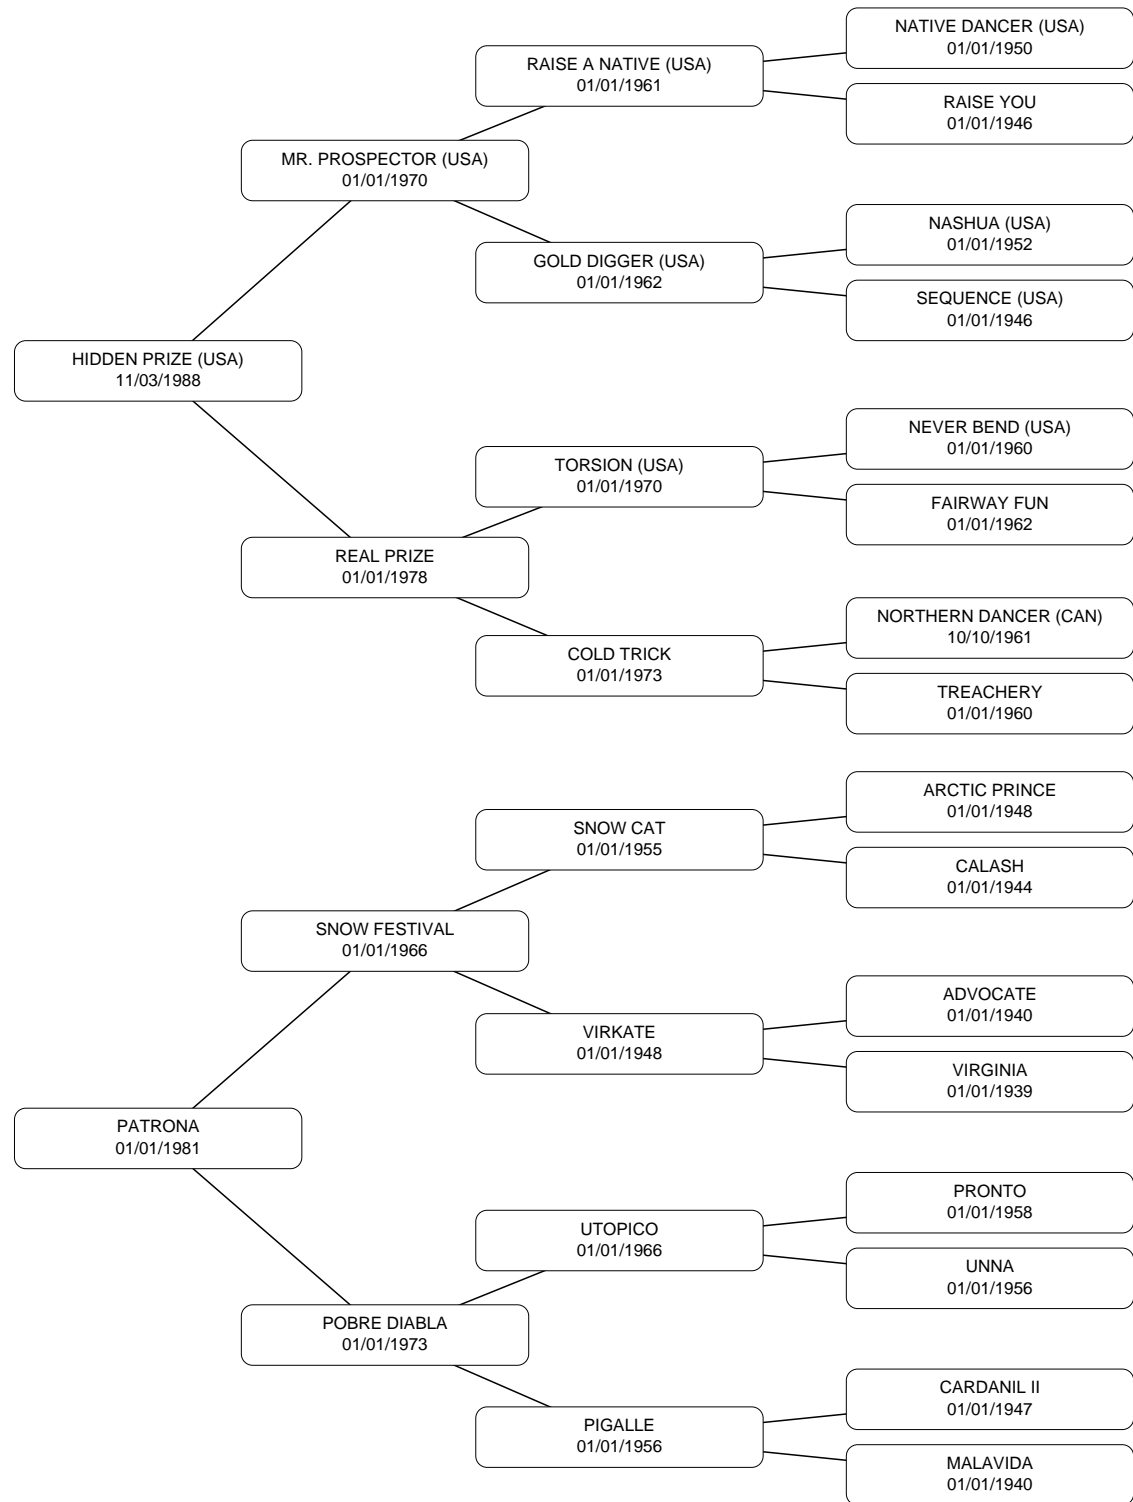 NATIVE DANCER (USA)
01/01/1950
RAISE A NATIVE (USA)
01/01/1961
RAISE YOU
01/01/1946
MR. PROSPECTOR (USA)
01/01/1970
NASHUA (USA)
01/01/1952
GOLD DIGGER (USA)
01/01/1962
SEQUENCE (USA)
01/01/1946
HIDDEN PRIZE (USA)
11/03/1988
NEVER BEND (USA)
01/01/1960
TORSION (USA)
01/01/1970
FAIRWAY FUN
01/01/1962
REAL PRIZE
01/01/1978
NORTHERN DANCER (CAN)
10/10/1961
COLD TRICK
01/01/1973
TREACHERY
01/01/1960
ARCTIC PRINCE
01/01/1948
SNOW CAT
01/01/1955
CALASH
01/01/1944
SNOW FESTIVAL
01/01/1966
ADVOCATE
01/01/1940
VIRKATE
01/01/1948
VIRGINIA
01/01/1939
PATRONA
01/01/1981
PRONTO
01/01/1958
UTOPICO
01/01/1966
UNNA
01/01/1956
POBRE DIABLA
01/01/1973
CARDANIL II
01/01/1947
PIGALLE
01/01/1956
MALAVIDA
01/01/1940